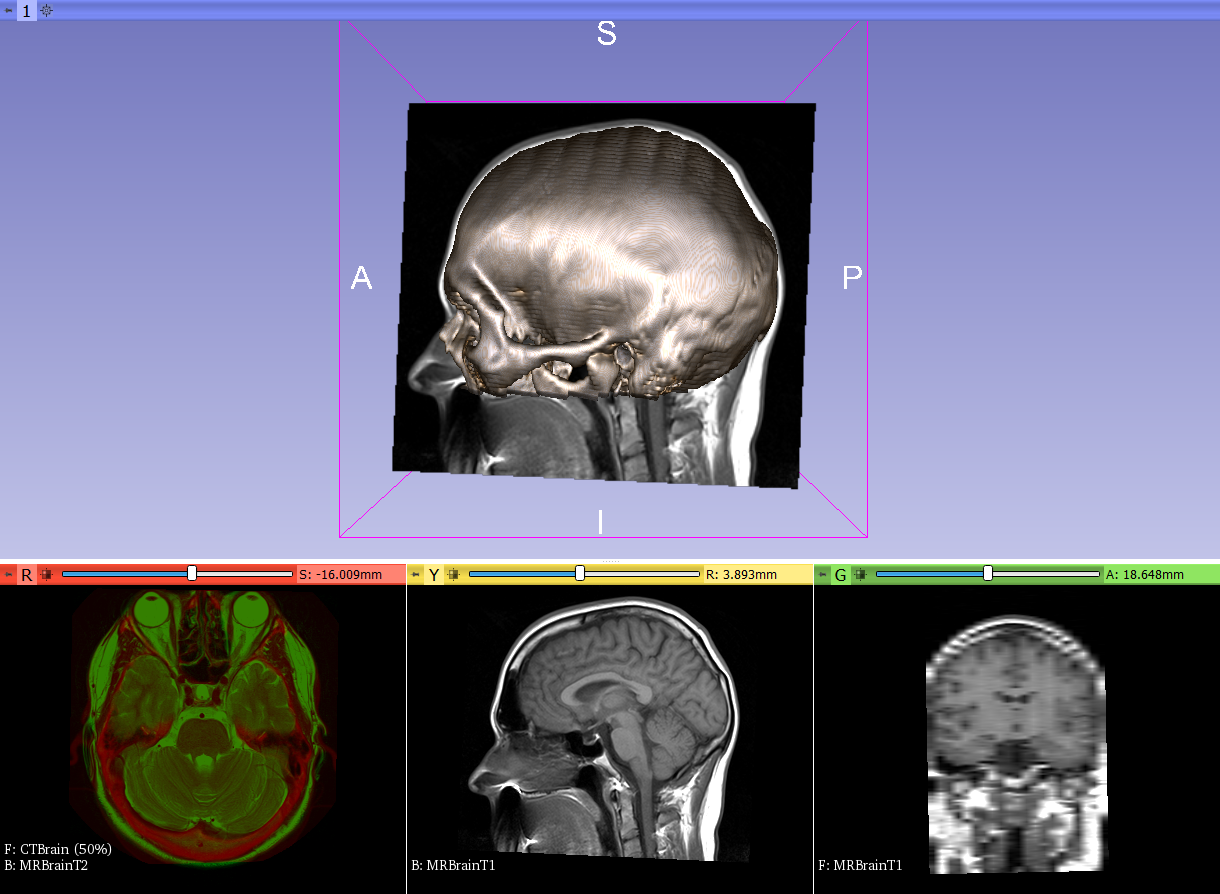 1
S
A
P
I
R
S: -16.009mm
Y
R: 3.893mm
G
A: 18.648mm
F: CTBrain (50%)
B: MRBrainT2
B: MRBrainT1
F: MRBrainT1